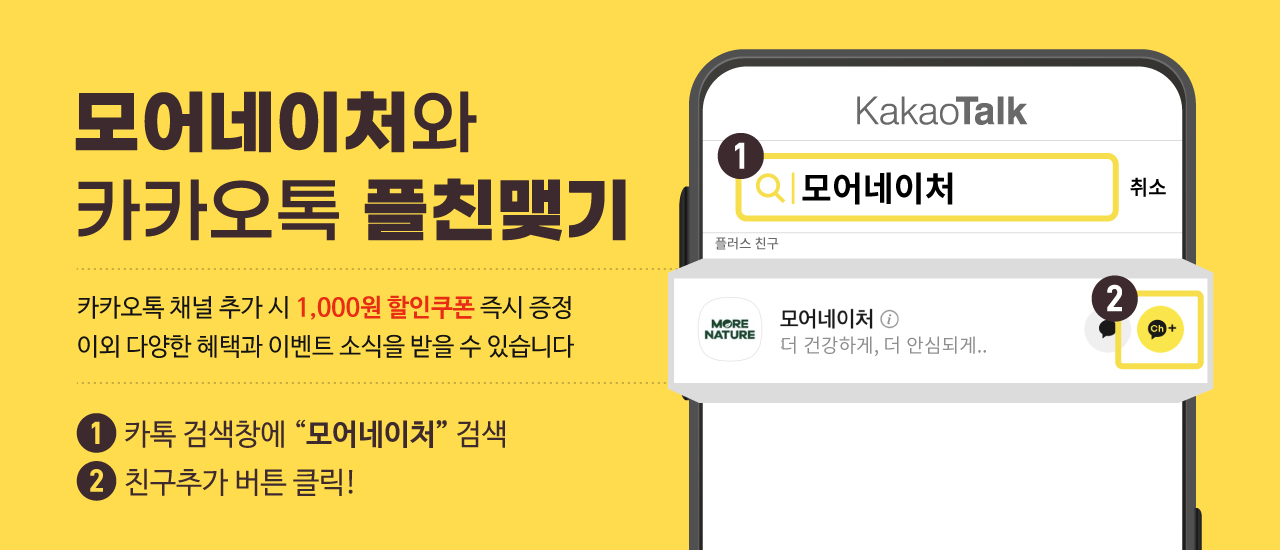 모어네이처와
카카오톡 플친맺기
카카오톡 채널 추가 시 1,000원 할인쿠폰 즉시 증정
이외 다양한 혜택과 이벤트 소식을 받을 수 있습니다
1 카톡 검색창에 “모어네이처” 검색
2 친구추가 버튼 클릭!
KakaoTalk
1
모어네이처
취소
플러스 친구
MORE
NATURE
모어네이처 i
더 건강하게, 더 안심되게..
2
Ch+